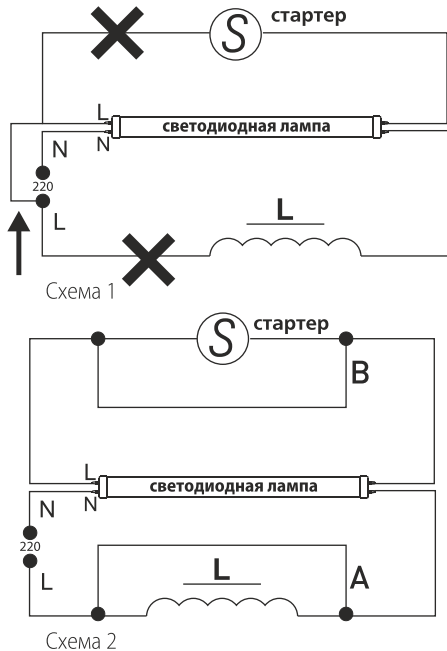 S стартер
L
светодиодная лампа
N
N
220
L
L
Схема 1
S стартер
B
L
светодиодная лампа
N
N
220
L
L
A
Схема 2